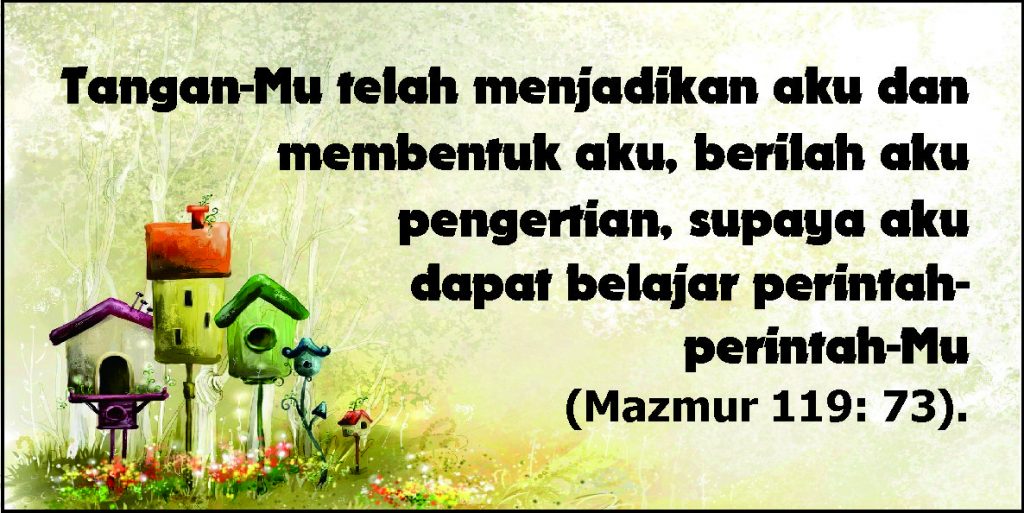 Tangan-Mu telah menjadikan aku dan
membentuk aku, berilah aku
pengertian, supaya aku
dapat belajar perintah-
perintah-Mu
(Mazmur 119: 73).